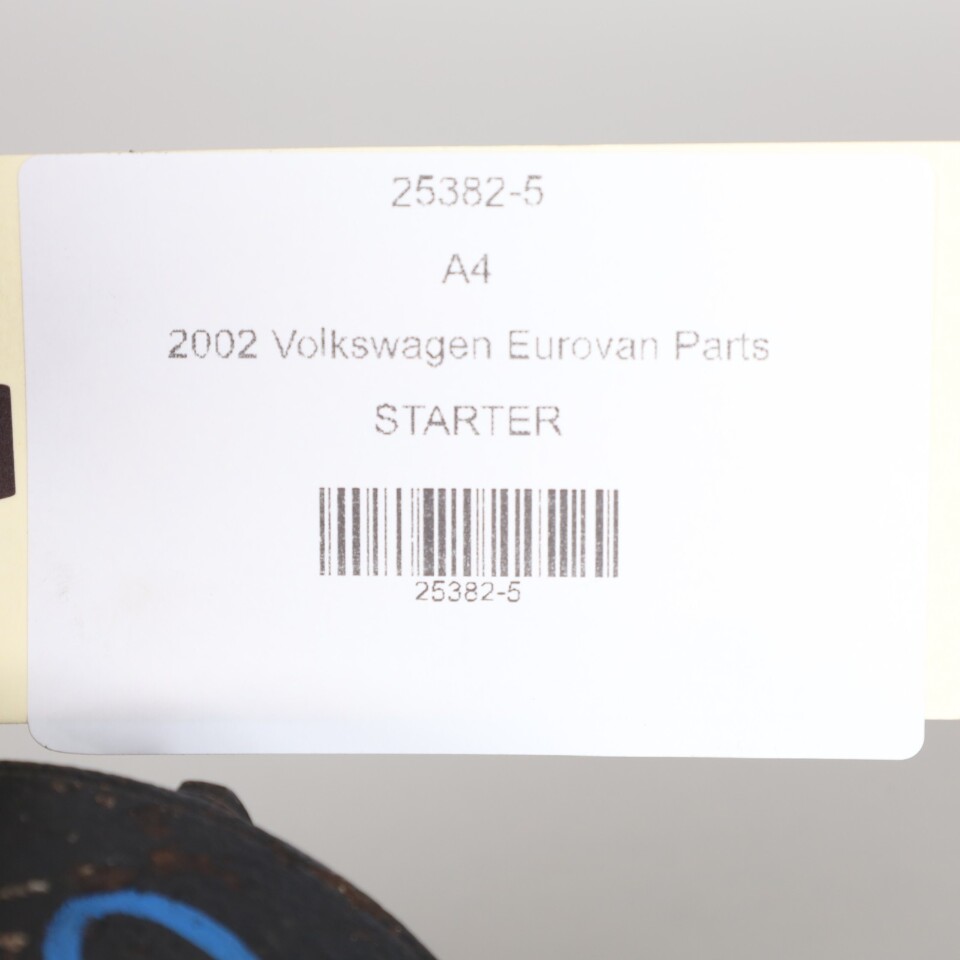 25382-5
A4
2002 Volkswagen Eurovan Parts
STARTER
25382-5